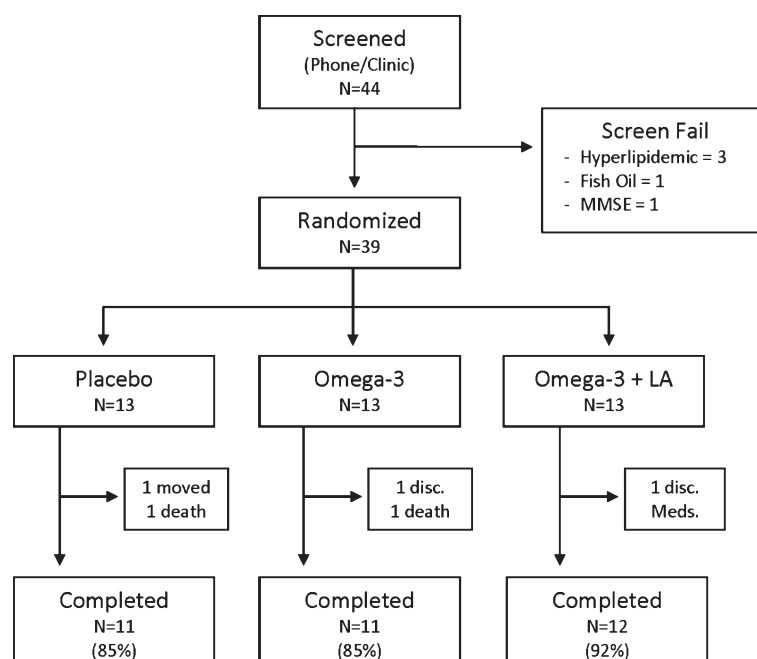 Screened
(Phone/Clinic)
N=44
Screen Fail
- Hyperlipidemic = 3
- Fish Oil = 1
- MMSE = 1
Randomized
N=39
Placebo
N=13
Omega-3
N=13
Omega-3 + LA
N=13
1 moved
1 death
1 disc.
1 death
1 disc.
Meds.
Completed
N=11
(85%)
Completed
N=11
(85%)
Completed
N=12
(92%)